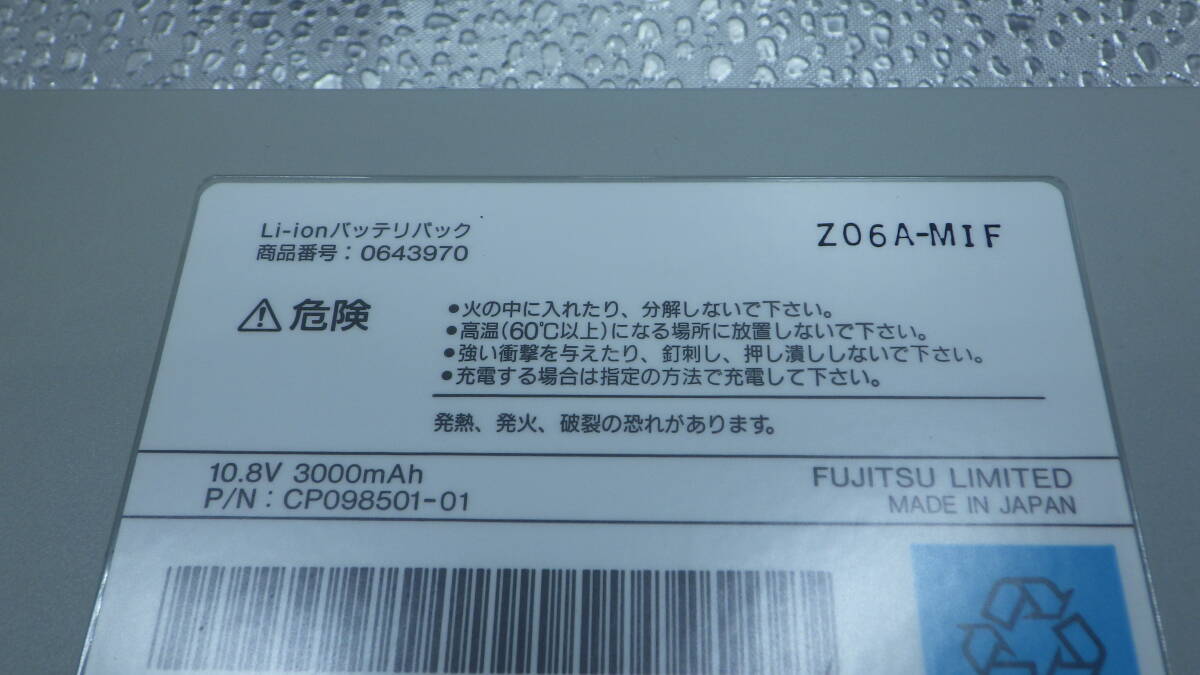 Li-ionバッテリパック
商品番号：0643970
Z06A-MIF
⚠危険
●火の中に入れたり、分解しないで下さい。
●高温(60℃以上)になる場所に放置しないで下さい。
●強い衝撃を与えたり、釘刺し、押し潰ししないで下さい。
●充電する場合は指定の方法で充電して下さい。
発熱、発火、破裂の恐れがあります。
10.8V 3000mAh
P/N：CP098501-01
FUJITSU LIMITED
MADE IN JAPAN